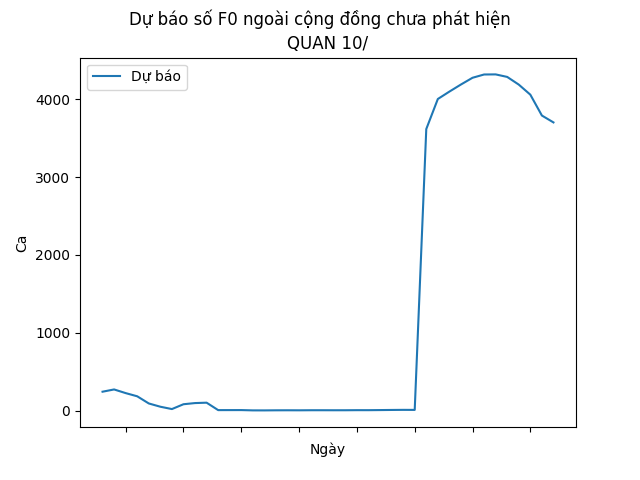 Dự báo số F0 ngoài cộng đồng chưa phát hiện
QUAN 10/
Dự báo
4000
3000
2000
1000
0
Ca
Ngày